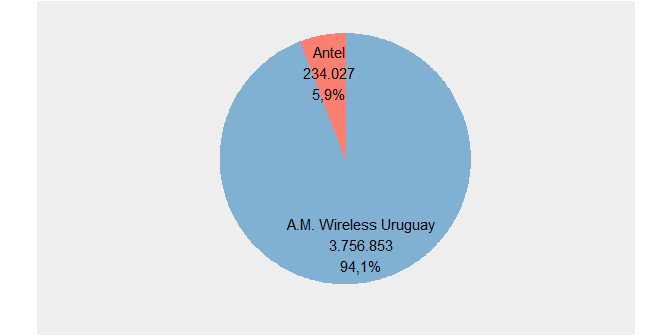 Antel
234.027
5,9%
A.M. Wireless Uruguay
3.756.853
94,1%